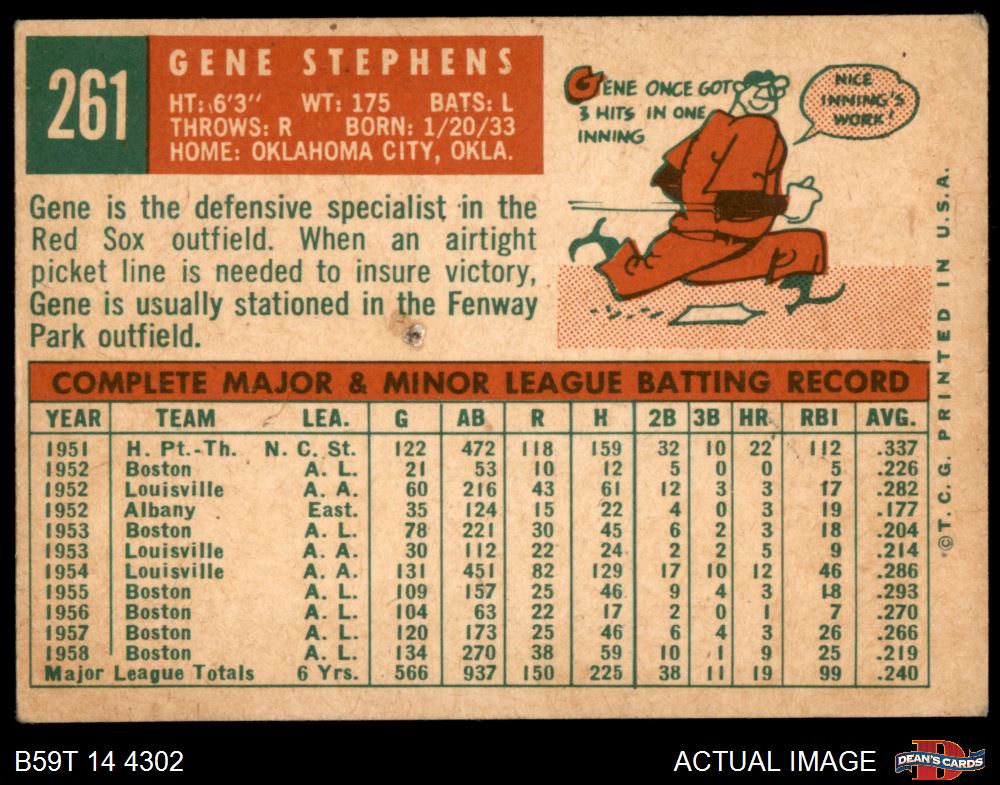 261
GENE STEPHENS
HT: 6'3" WT: 175 BATS: L
THROWS: R BORN: 1/20/33
HOME: OKLAHOMA CITY, OKLA.
GENE ONCE GOT
3 HITS IN ONE
INNING
NICE
INNING'S
WORK!
Gene is the defensive specialist in the
Red Sox outfield. When an airtight
picket line is needed to insure victory,
Gene is usually stationed in the Fenway
Park outfield.
COMPLETE MAJOR & MINOR LEAGUE BATTING RECORD
YEAR TEAM LEA. G AB R H 2B 3B HR RBI AVG.
1951 H. Pt.-Th. N. C. St. 122 472 118 159 32 10 22 112 .337
1952 Boston A. L. 21 53 10 12 5 0 0 5 .226
1952 Louisville A. A. 60 216 43 61 12 3 3 17 .282
1952 Albany East. 35 124 15 22 4 0 3 19 .177
1953 Boston A. L. 78 221 30 45 6 2 3 18 .204
1953 Louisville A. A. 30 112 22 24 2 2 5 9 .214
1954 Louisville A. A. 131 451 82 129 17 10 12 46 .286
1955 Boston A. L. 109 157 25 46 9 4 3 18 .293
1956 Boston A. L. 104 63 22 17 2 0 1 7 .270
1957 Boston A. L. 120 173 25 46 6 4 3 26 .266
1958 Boston A. L. 134 270 38 59 10 1 9 25 .219
Major League Totals 6 Yrs. 566 937 150 225 38 11 19 99 .240
©T. C. G. PRINTED IN U.S.A.
B59T 14 4302
ACTUAL IMAGE
D
DEAN'S CARDS